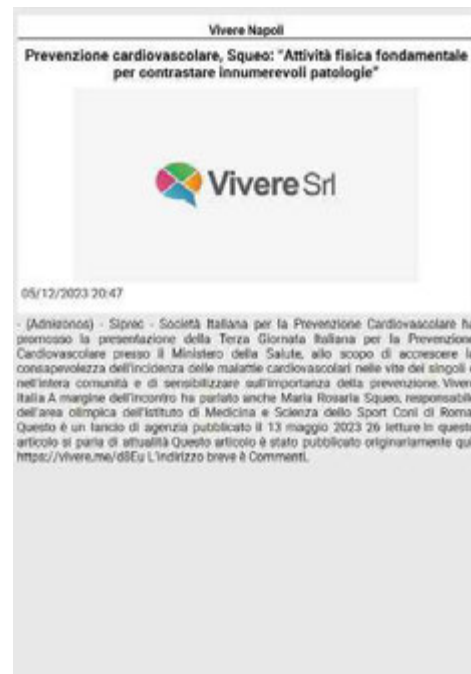 Vivere Napoli
Prevenzione cardiovascolare, Squeo: "Attività fisica fondamentale
per contrastare innumerevoli patologie"
Vivere Srl
05/12/2023 20:47
- (Adnkronos) - Siprec - Società Italiana per la Prevenzione Cardiovascolare ha
promosso la presentazione della Terza Giornata Italiana per la Prevenzione
Cardiovascolare presso il Ministero della Salute, allo scopo di accrescere la
consapevolezza dell'incidenza delle malattie cardiovascolari nelle vite dei singoli e
nell'intera comunità e di sensibilizzare sull'importanza della prevenzione. Vivere
Italia A margine dell'incontro ha parlato anche Maria Rosaria Squeo, responsabile
dell'area olimpica dell'Istituto di Medicina e Scienza dello Sport Coni di Roma.
Questo è un lancio di agenzia pubblicato il 13 maggio 2023 26 letture In questo
articolo si parla di attualità Questo articolo è stato pubblicato originariamente qui:
https://vivere.me/d8Eu L'indirizzo breve è Commenti.